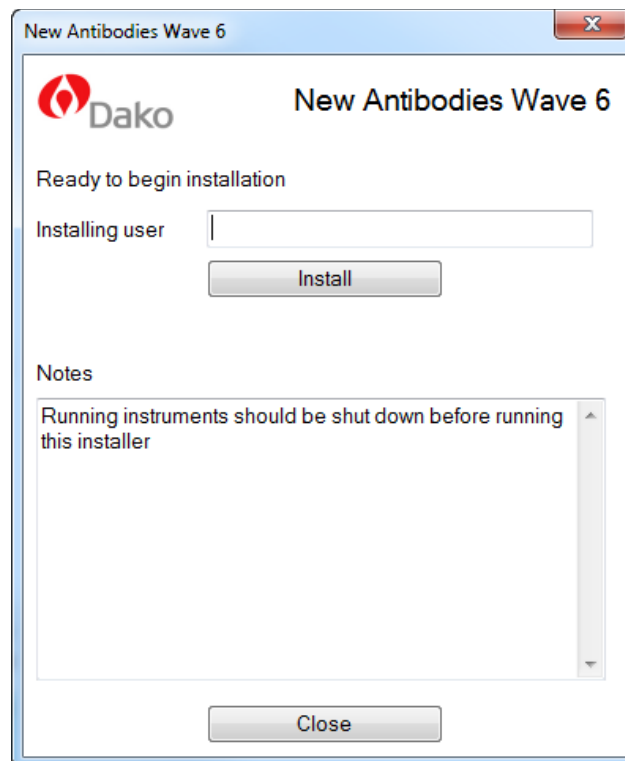 New Antibodies Wave 6
Dako
New Antibodies Wave 6
Ready to begin installation
Installing user
Install
Notes
Running instruments should be shut down before running
this installer
Close